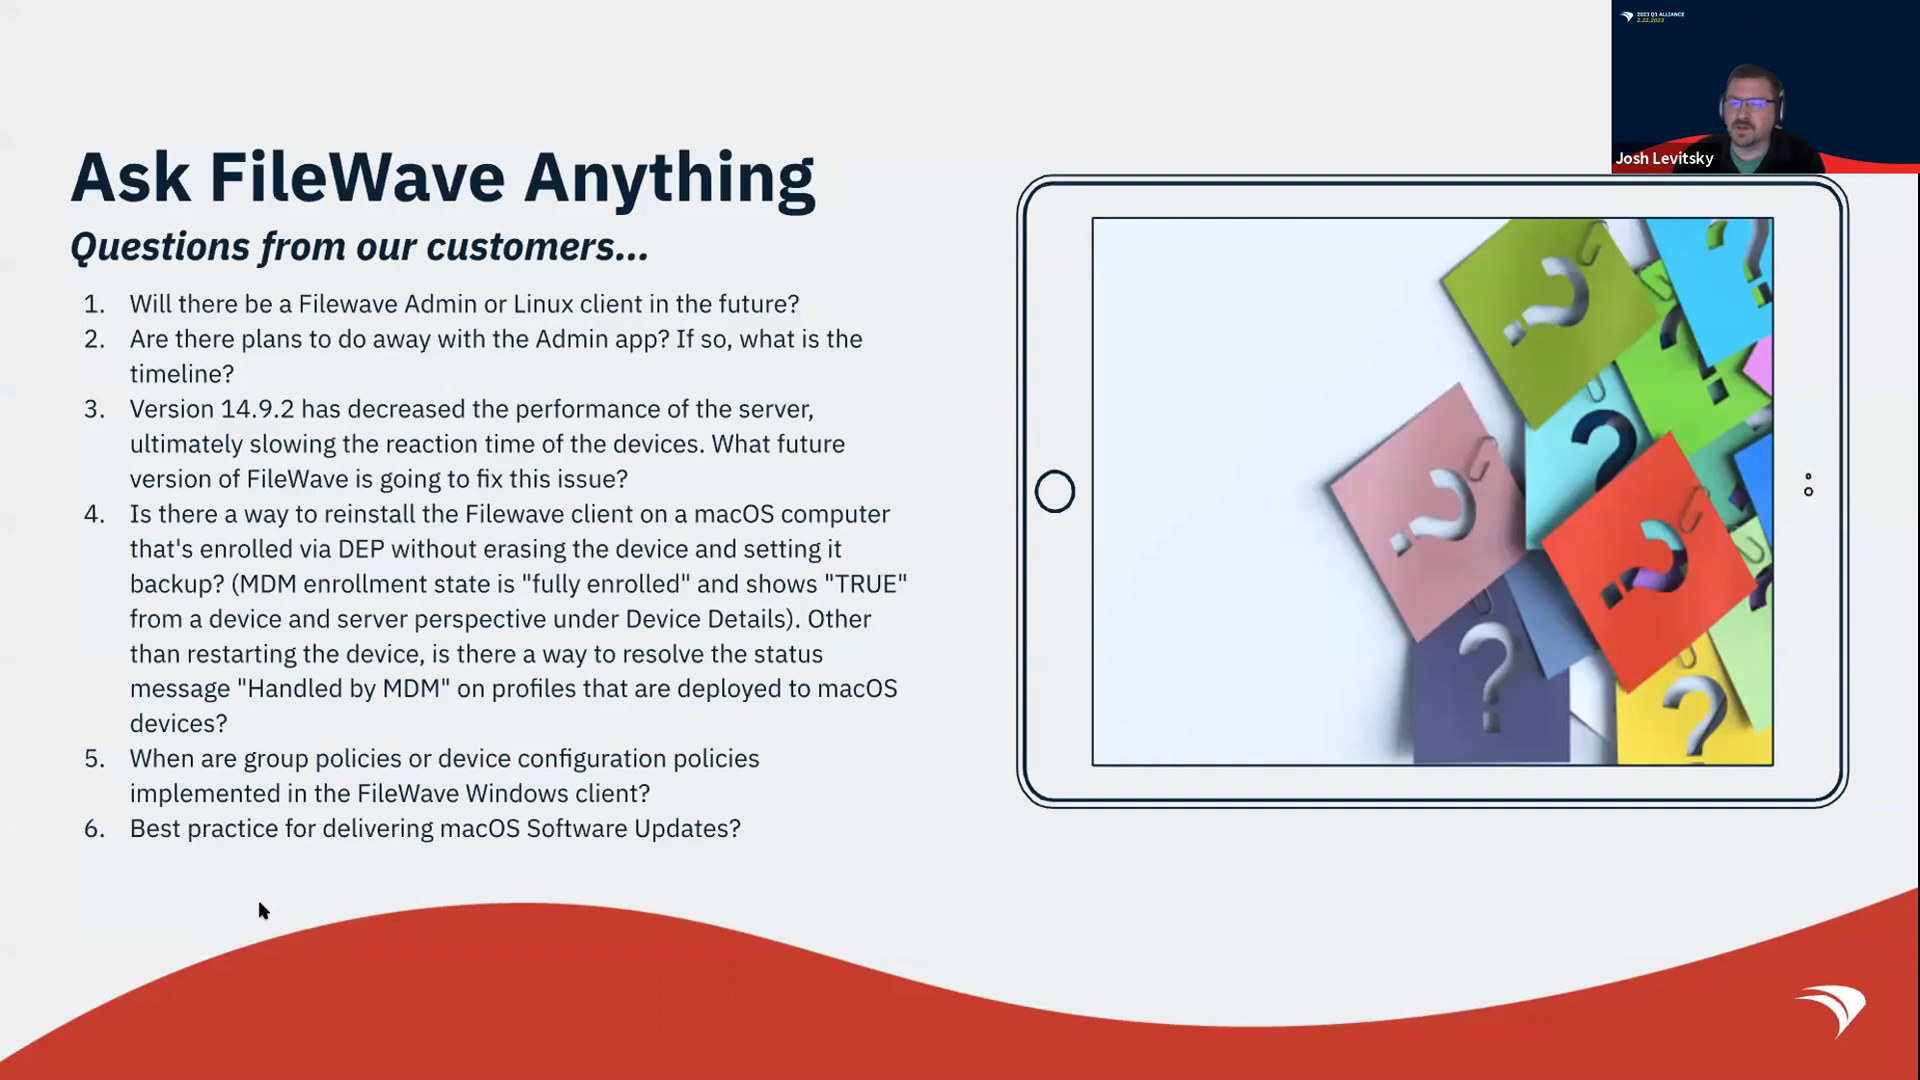 2023 Q1 ALLIANCE
2.22.2023
Josh Levitsky
Ask FileWave Anything
Questions from our customers...
1. Will there be a Filewave Admin or Linux client in the future?
2. Are there plans to do away with the Admin app? If so, what is the
timeline?
3. Version 14.9.2 has decreased the performance of the server,
ultimately slowing the reaction time of the devices. What future
version of FileWave is going to fix this issue?
4. Is there a way to reinstall the Filewave client on a macOS computer
that's enrolled via DEP without erasing the device and setting it
backup? (MDM enrollment state is "fully enrolled" and shows "TRUE"
from a device and server perspective under Device Details). Other
than restarting the device, is there a way to resolve the status
message "Handled by MDM" on profiles that are deployed to macOS
devices?
5. When are group policies or device configuration policies
implemented in the FileWave Windows client?
6. Best practice for delivering macOS Software Updates?